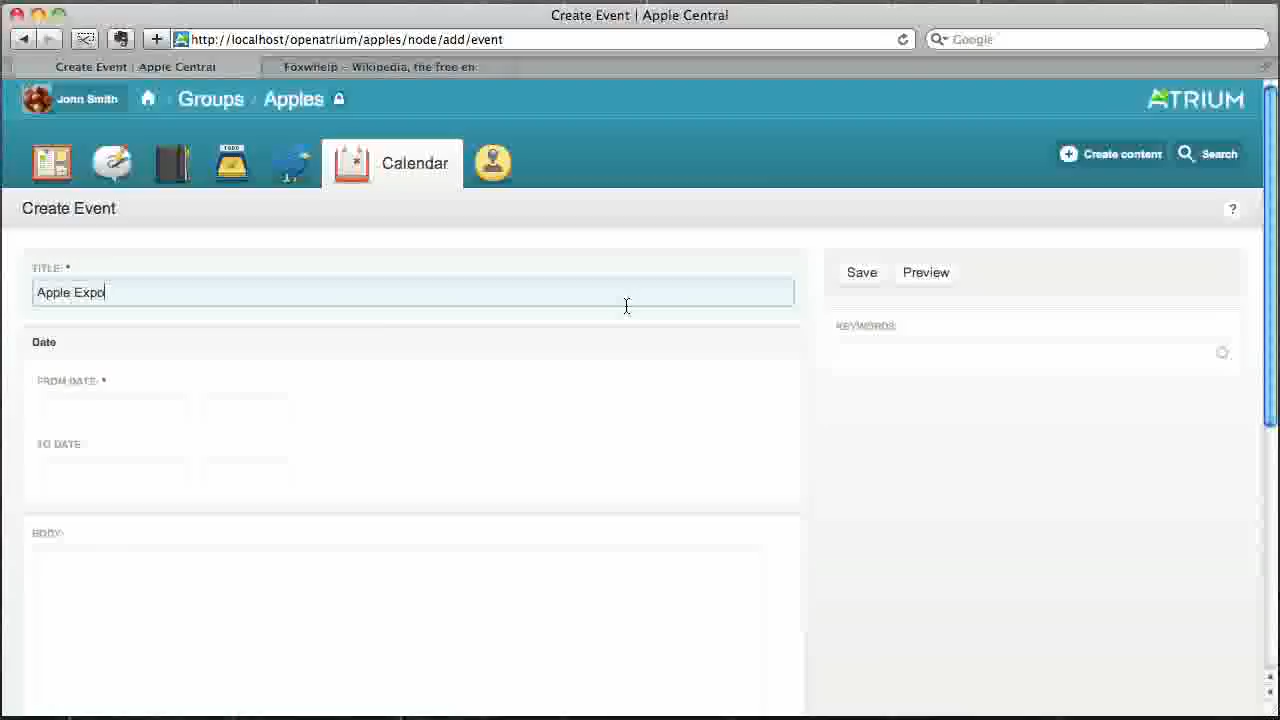 Create Event | Apple Central
http://localhost/openatrium/apples/node/add/event
Google
Create Event | Apple Central
Foxwhelp – Wikipedia, the free en
John Smith
Groups / Apples
ATRIUM
TODO
Calendar
Create content
Search
Create Event
?
TITLE: *
Apple Expo
Save
Preview
KEYWORDS:
Date
FROM DATE: *
TO DATE:
BODY: